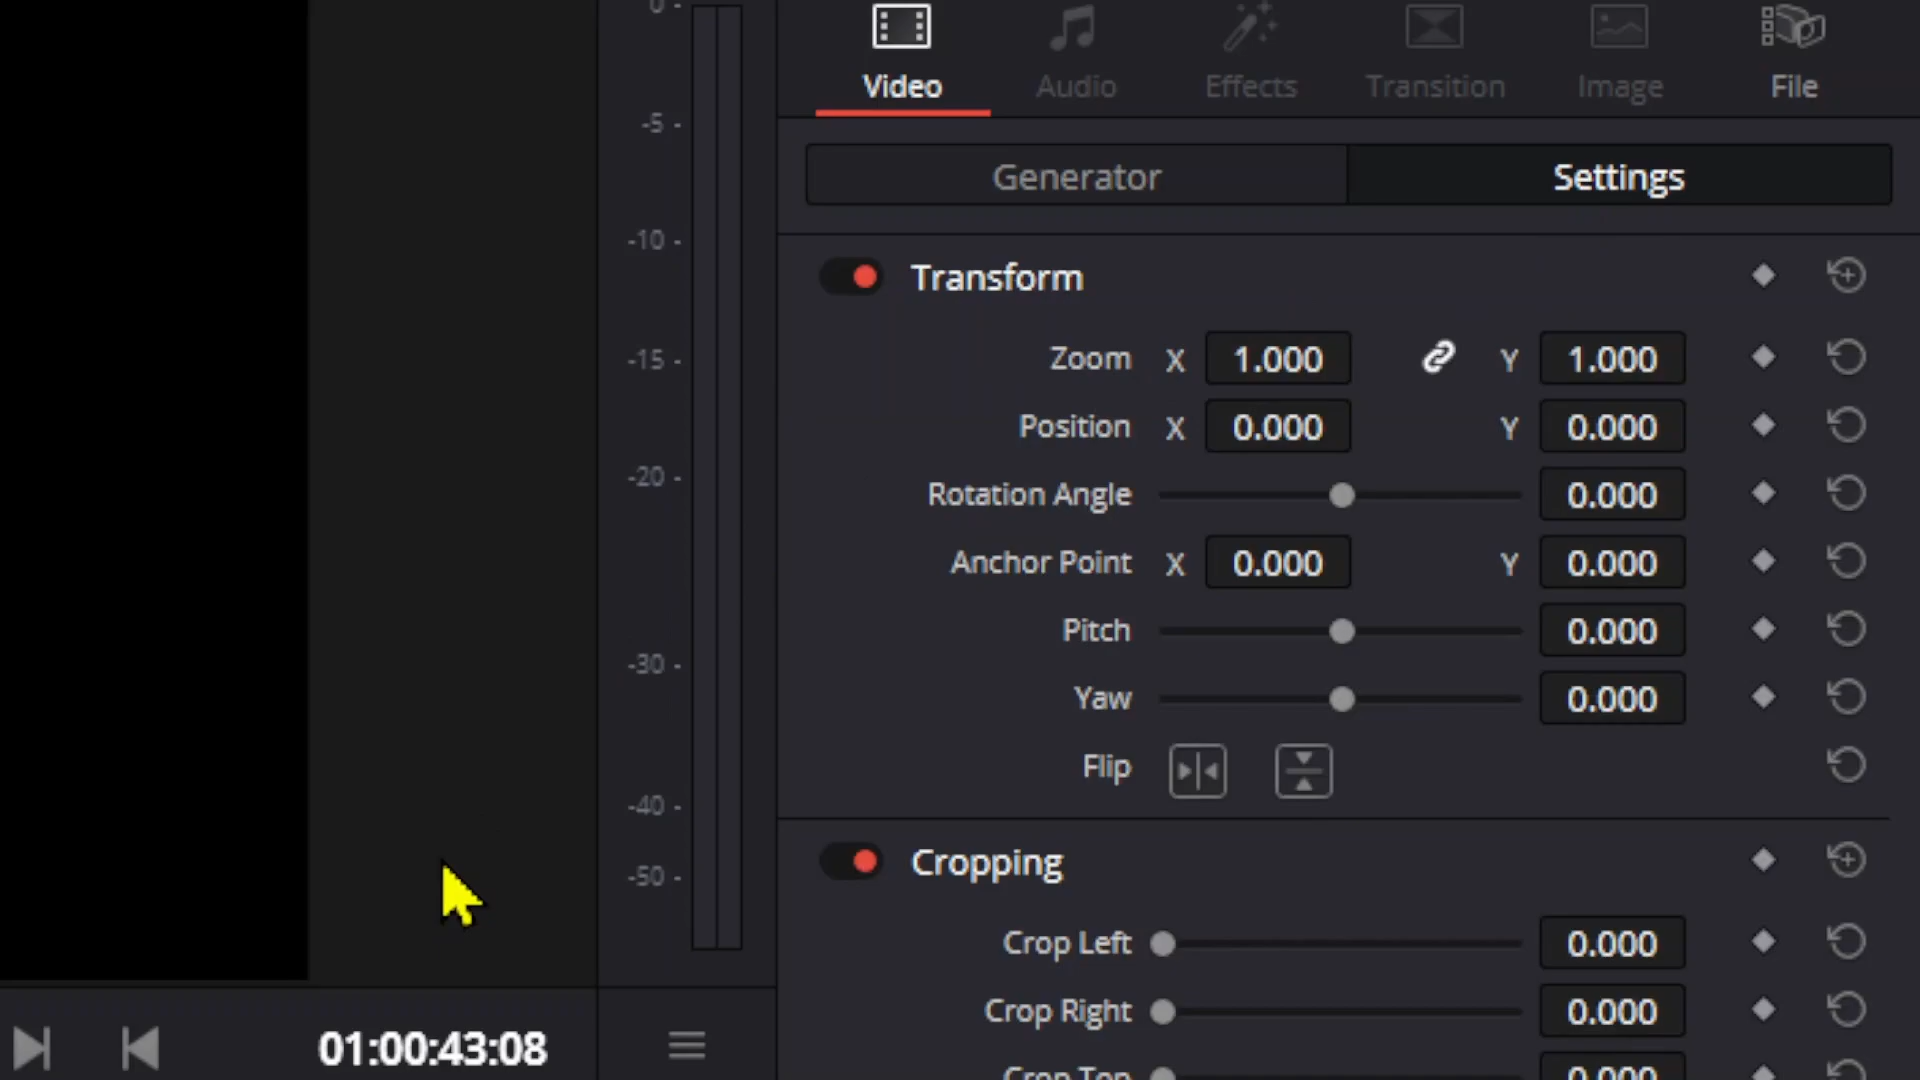 0 -
-5 -
-10 -
-15 -
-20 -
-30 -
-40 -
-50 -
01:00:43:08
Video Audio Effects Transition Image File
Generator Settings
Transform
Zoom X 1.000 Y 1.000
Position X 0.000 Y 0.000
Rotation Angle 0.000
Anchor Point X 0.000 Y 0.000
Pitch 0.000
Yaw 0.000
Flip
Cropping
Crop Left 0.000
Crop Right 0.000
Crop Top 0.000